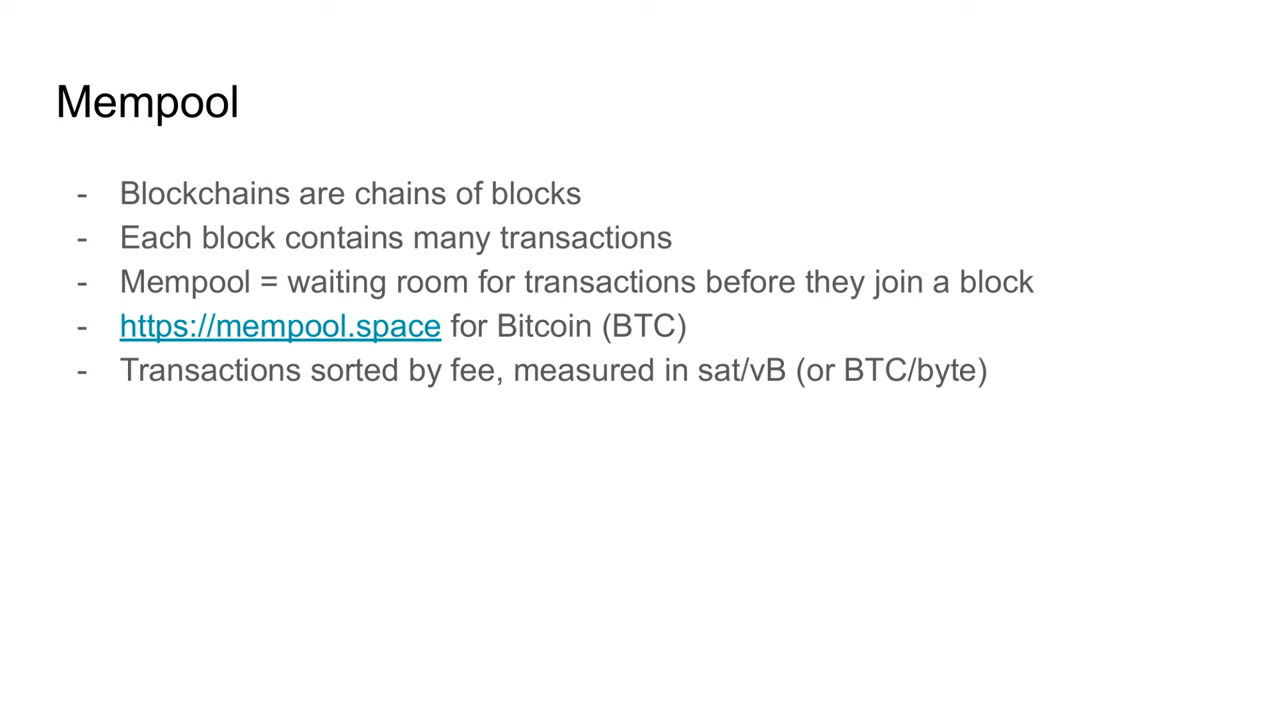 Mempool
- Blockchains are chains of blocks
- Each block contains many transactions
- Mempool = waiting room for transactions before they join a block
- https://mempool.space for Bitcoin (BTC)
- Transactions sorted by fee, measured in sat/vB (or BTC/byte)